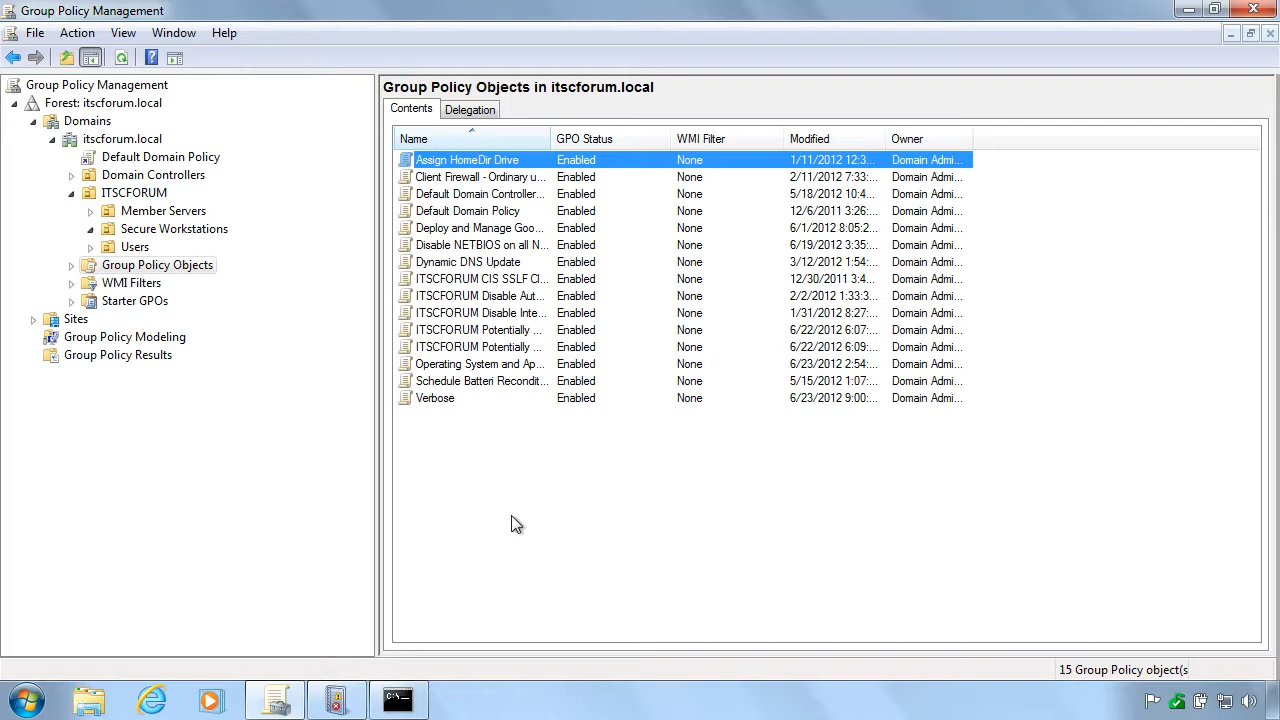 Group Policy Management
File Action View Window Help
Group Policy Management
Forest: itscforum.local
Domains
itscforum.local
Default Domain Policy
Domain Controllers
ITSCFORUM
Member Servers
Secure Workstations
Users
Group Policy Objects
WMI Filters
Starter GPOs
Sites
Group Policy Modeling
Group Policy Results
Group Policy Objects in itscforum.local
Contents Delegation
Name GPO Status WMI Filter Modified Owner
Assign HomeDir Drive Enabled None 1/11/2012 12:3... Domain Admi...
Client Firewall - Ordinary u... Enabled None 2/11/2012 7:33:... Domain Admi...
Default Domain Controller... Enabled None 5/18/2012 10:4... Domain Admi...
Default Domain Policy Enabled None 12/6/2011 3:26:... Domain Admi...
Deploy and Manage Goo... Enabled None 6/1/2012 8:05:2... Domain Admi...
Disable NETBIOS on all N... Enabled None 6/19/2012 3:35:... Domain Admi...
Dynamic DNS Update Enabled None 3/12/2012 1:54:... Domain Admi...
ITSCFORUM CIS SSLF Cl... Enabled None 12/30/2011 3:4... Domain Admi...
ITSCFORUM Disable Aut... Enabled None 2/2/2012 1:33:3... Domain Admi...
ITSCFORUM Disable Inte... Enabled None 1/31/2012 8:27:... Domain Admi...
ITSCFORUM Potentially ... Enabled None 6/22/2012 6:07:... Domain Admi...
ITSCFORUM Potentially ... Enabled None 6/22/2012 6:09:... Domain Admi...
Operating System and Ap... Enabled None 6/23/2012 2:54:... Domain Admi...
Schedule Batteri Recondit... Enabled None 5/15/2012 1:07:... Domain Admi...
Verbose Enabled None 6/23/2012 9:00:... Domain Admi...
15 Group Policy object(s
C:\.